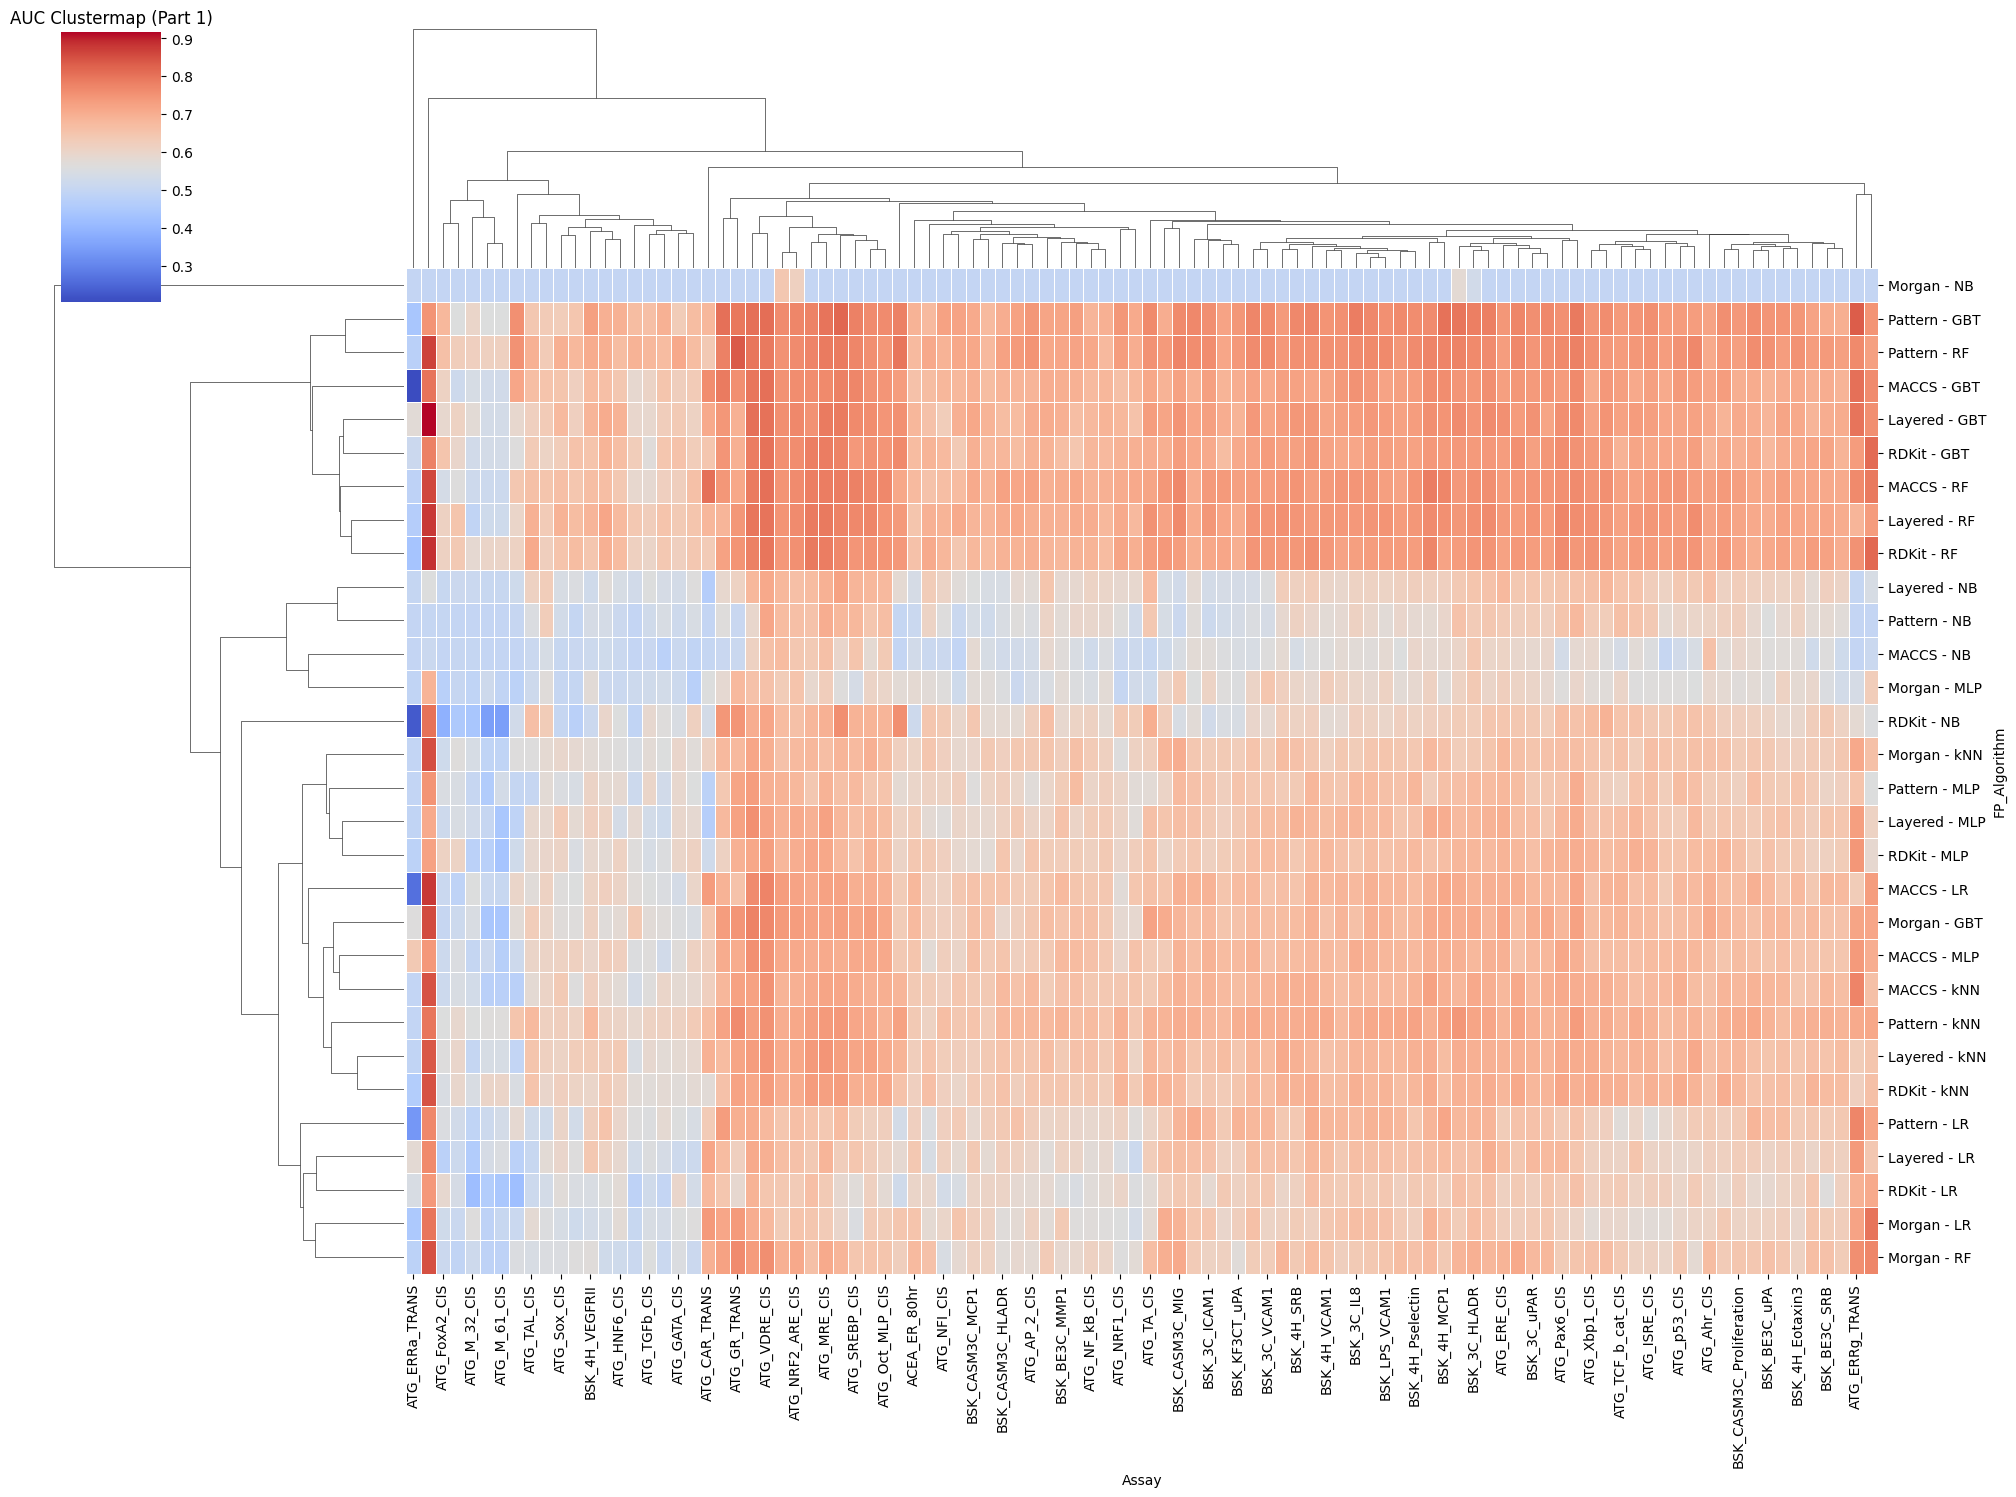 AUC Clustermap (Part 1)
0.9
0.8
0.7
0.6
0.5
0.4
0.3
Morgan - NB
Pattern - GBT
Pattern - RF
MACCS - GBT
Layered - GBT
RDKit - GBT
MACCS - RF
Layered - RF
RDKit - RF
Layered - NB
Pattern - NB
MACCS - NB
Morgan - MLP
RDKit - NB
Morgan - kNN
Pattern - MLP
Layered - MLP
RDKit - MLP
MACCS - LR
Morgan - GBT
MACCS - MLP
MACCS - kNN
Pattern - kNN
Layered - kNN
RDKit - kNN
Pattern - LR
Layered - LR
RDKit - LR
Morgan - LR
Morgan - RF
FP_Algorithm
ATG_ERRa_TRANS
ATG_FoxA2_CIS
ATG_M_32_CIS
ATG_M_61_CIS
ATG_TAL_CIS
ATG_Sox_CIS
BSK_4H_VEGFRII
ATG_HNF6_CIS
ATG_TGFb_CIS
ATG_GATA_CIS
ATG_CAR_TRANS
ATG_GR_TRANS
ATG_VDRE_CIS
ATG_NRF2_ARE_CIS
ATG_MRE_CIS
ATG_SREBP_CIS
ATG_Oct_MLP_CIS
ACEA_ER_80hr
ATG_NFI_CIS
BSK_CASM3C_MCP1
BSK_CASM3C_HLADR
ATG_AP_2_CIS
BSK_BE3C_MMP1
ATG_NF_kB_CIS
ATG_NRF1_CIS
ATG_TA_CIS
BSK_CASM3C_MIG
BSK_3C_ICAM1
BSK_KF3CT_uPA
BSK_3C_VCAM1
BSK_4H_SRB
BSK_4H_VCAM1
BSK_3C_IL8
BSK_LPS_VCAM1
BSK_4H_Pselectin
BSK_4H_MCP1
BSK_3C_HLADR
ATG_ERE_CIS
BSK_3C_uPAR
ATG_Pax6_CIS
ATG_Xbp1_CIS
ATG_TCF_b_cat_CIS
ATG_ISRE_CIS
ATG_p53_CIS
ATG_Ahr_CIS
BSK_CASM3C_Proliferation
BSK_BE3C_uPA
BSK_4H_Eotaxin3
BSK_BE3C_SRB
ATG_ERRg_TRANS
Assay